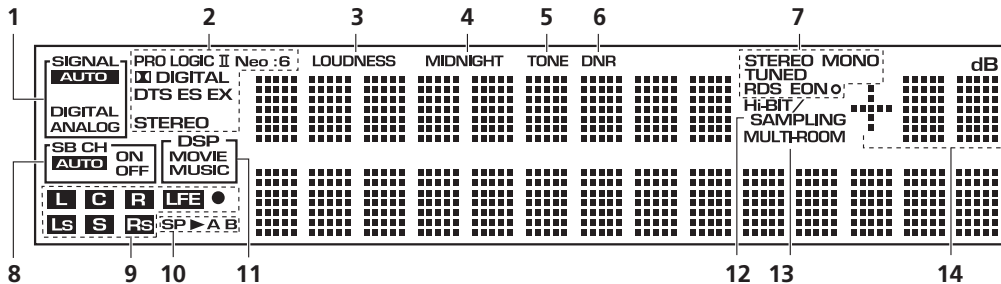 1 2 3 4 5 6 7
SIGNAL PRO LOGIC II Neo :6 LOUDNESS MIDNIGHT TONE DNR STEREO MONO dB
AUTO DIGITAL TUNED
DTS ES EX RDS EON
DIGITAL Hi-BIT
ANALOG STEREO SAMPLING
SB CH DSP MULTI-ROOM
AUTO ON MOVIE
OFF MUSIC
L C R LFE
Ls S Rs SP ►A B
8 9 10 11 12 13 14